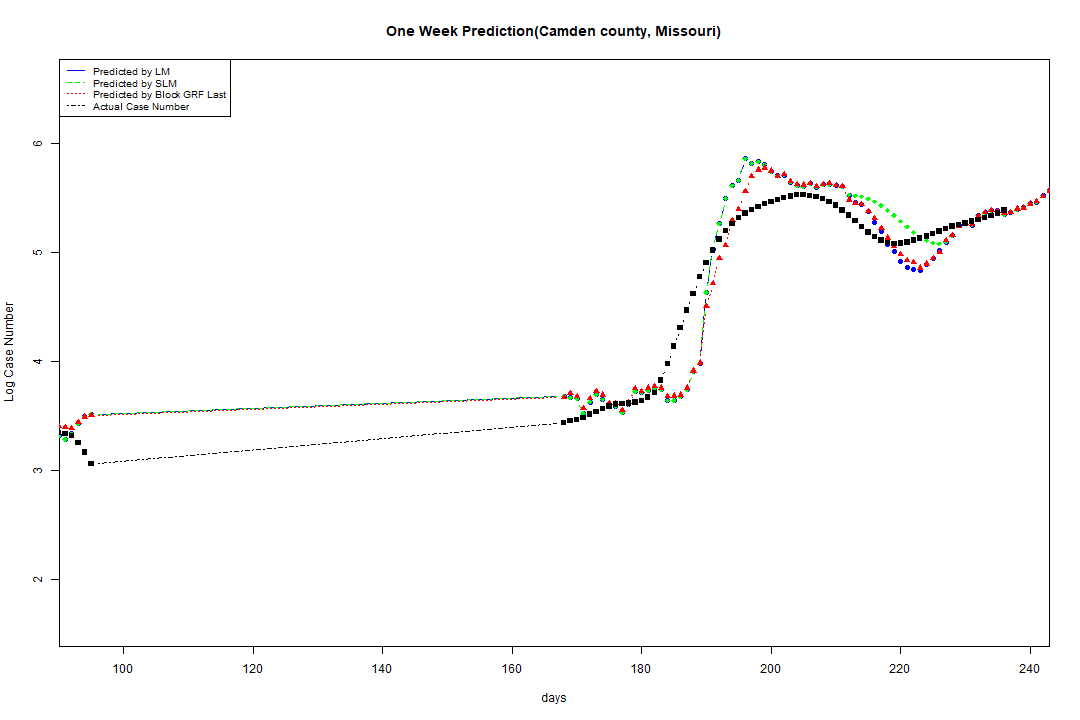 One Week Prediction(Camden county, Missouri)
Predicted by LM
Predicted by SLM
Predicted by Block GRF Last
Actual Case Number
6
5
4
3
2
Log Case Number
100 120 140 160 180 200 220 240
days